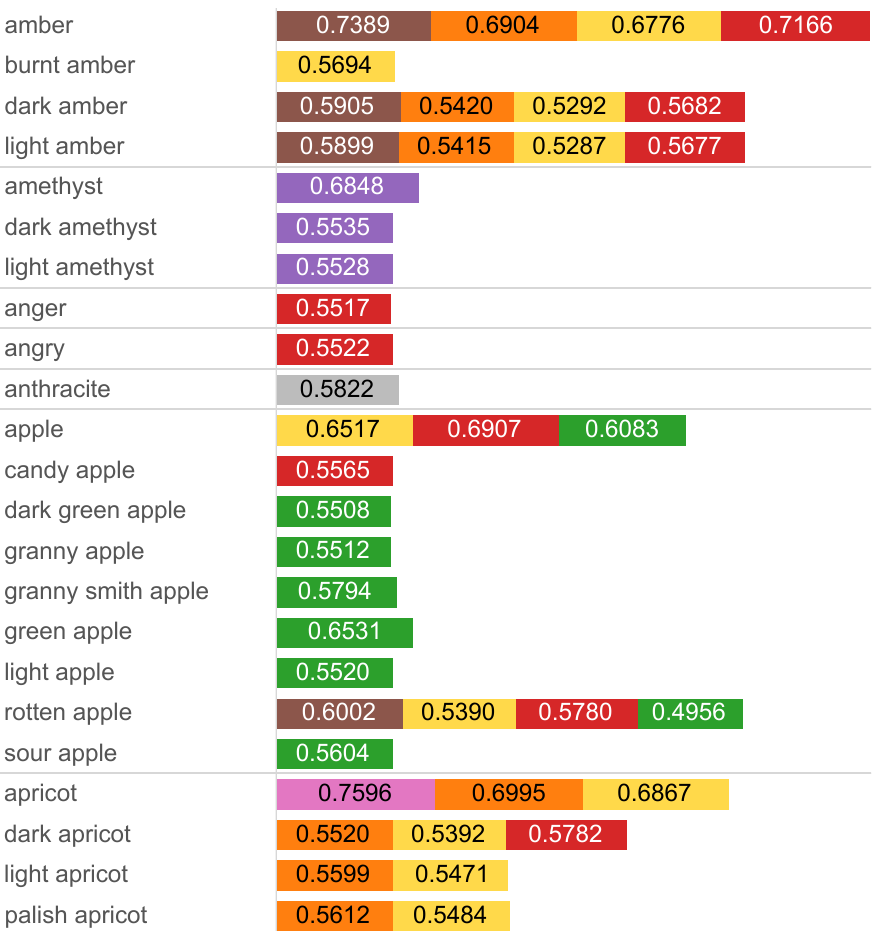 amber 0.7389 0.6904 0.6776 0.7166
burnt amber 0.5694
dark amber 0.5905 0.5420 0.5292 0.5682
light amber 0.5899 0.5415 0.5287 0.5677
amethyst 0.6848
dark amethyst 0.5535
light amethyst 0.5528
anger 0.5517
angry 0.5522
anthracite 0.5822
apple 0.6517 0.6907 0.6083
candy apple 0.5565
dark green apple 0.5508
granny apple 0.5512
granny smith apple 0.5794
green apple 0.6531
light apple 0.5520
rotten apple 0.6002 0.5390 0.5780 0.4956
sour apple 0.5604
apricot 0.7596 0.6995 0.6867
dark apricot 0.5520 0.5392 0.5782
light apricot 0.5599 0.5471
palish apricot 0.5612 0.5484